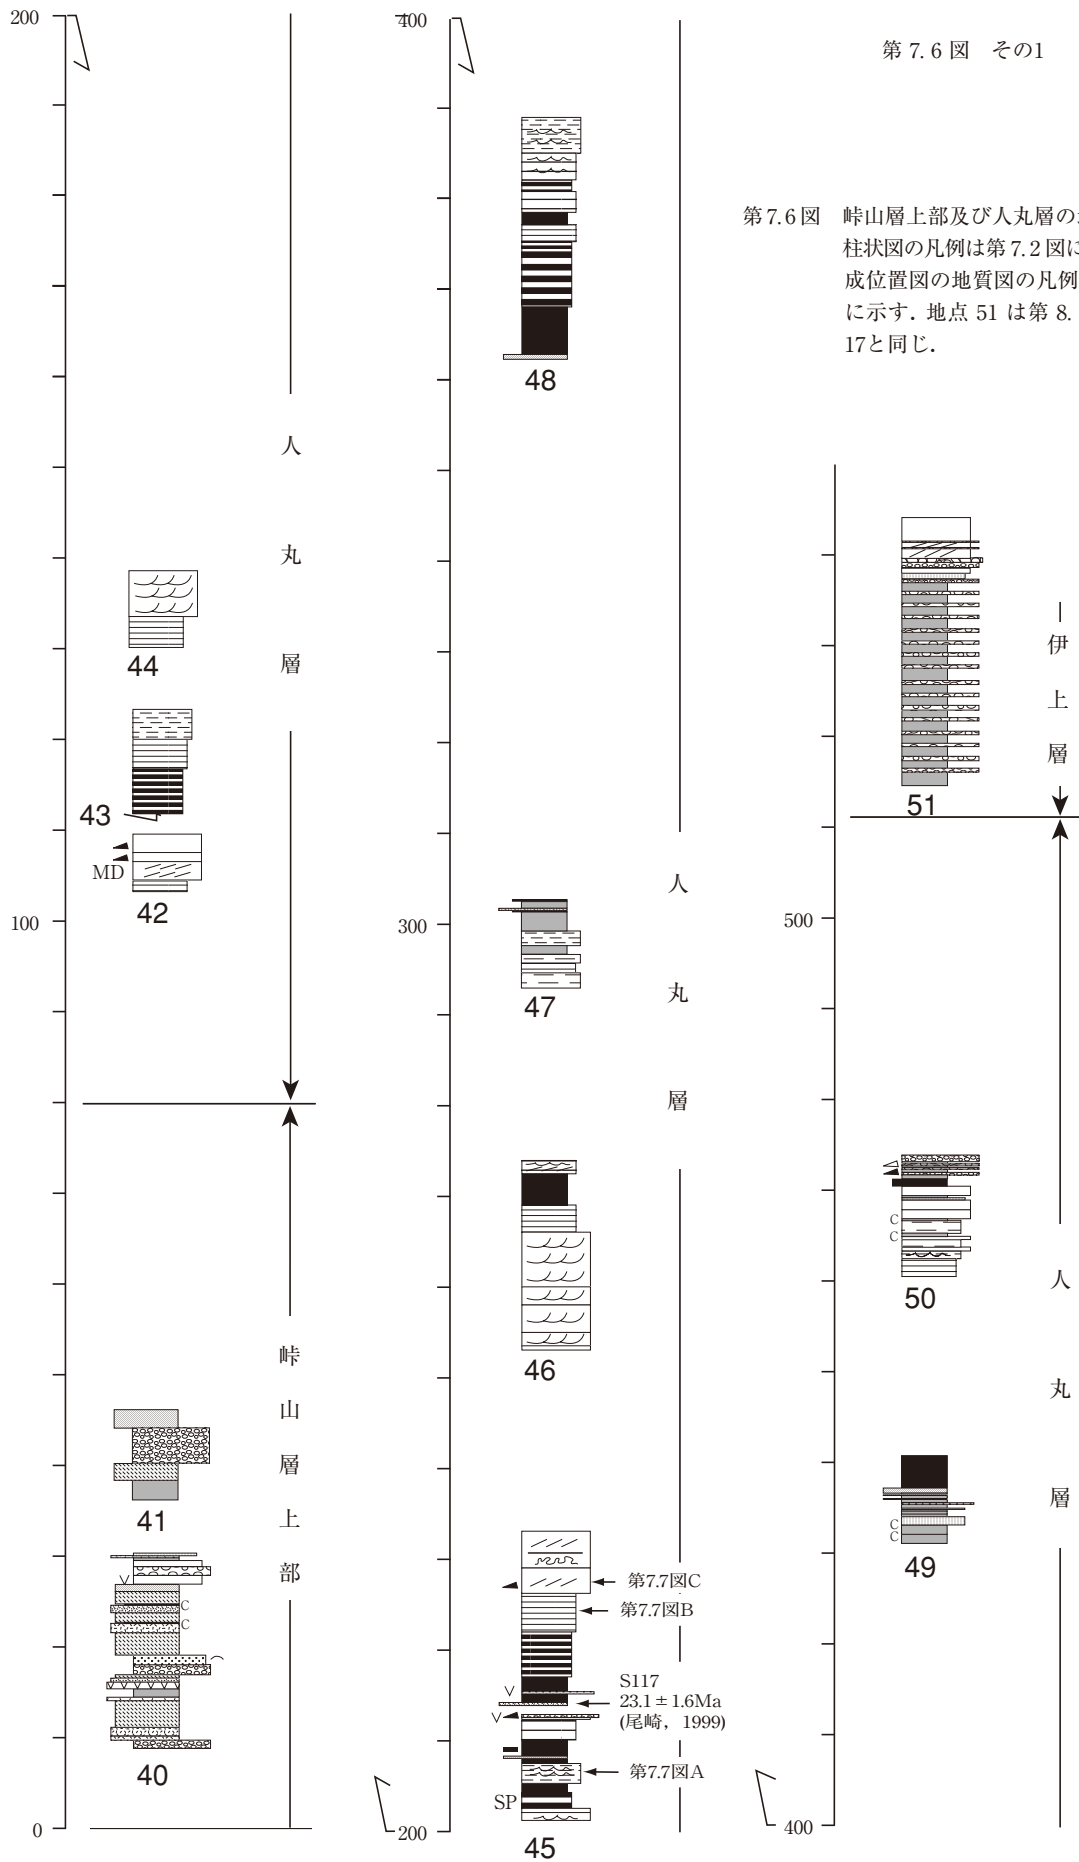 第 7.6 図　その1
第7.6図　峠山層上部及び人丸層の
柱状図の凡例は第7.2図に
成位置図の地質図の凡例
に示す．地点 51 は第 8.
17と同じ．
200
人丸層
44
43
MD
42
100
峠山層上部
41
V
C
C
40
0
400
48
人丸層
300
47
46
第7.7図C
第7.7図B
S117
23.1 ± 1.6Ma
(尾崎，1999)
V
V
第7.7図A
SP
200
45
伊上層
51
500
C
C
50
人丸層
C
C
49
400